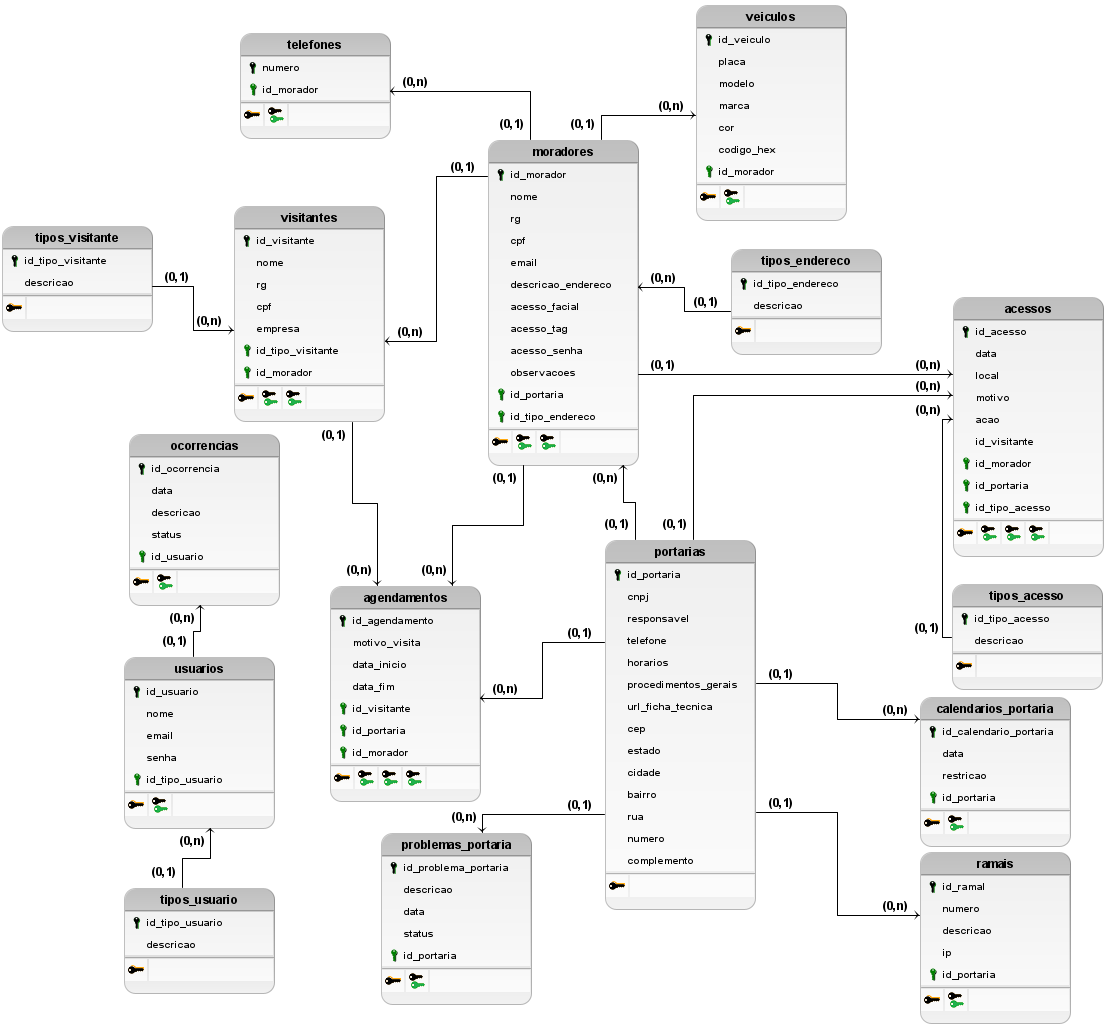 veiculos
id_veiculo
placa
modelo
marca
cor
codigo_hex
id_morador
telefones
numero
id_morador
(0,n)
(0,1)
(0,1)
(0,n)
moradores
id_morador
nome
rg
cpf
email
descricao_endereco
acesso_facial
acesso_tag
acesso_senha
observacoes
id_portaria
id_tipo_endereco
(0,1)
(0,n)
visitantes
id_visitante
nome
rg
cpf
empresa
id_tipo_visitante
id_morador
tipos_visitante
id_tipo_visitante
descricao
(0,1)
(0,n)
tipos_endereco
id_tipo_endereco
descricao
(0,n)
(0,1)
acessos
id_acesso
data
local
motivo
acao
id_visitante
id_morador
id_portaria
id_tipo_acesso
(0,1)
(0,n)
(0,n)
(0,n)
(0,1)
(0,1)
(0,n)
(0,1)
(0,1)
(0,n)
(0,n)
ocorrencias
id_ocorrencia
data
descricao
status
id_usuario
(0,n)
(0,1)
portarias
id_portaria
cnpj
responsavel
telefone
horarios
procedimentos_gerais
url_ficha_tecnica
cep
estado
cidade
bairro
rua
numero
complemento
agendamentos
id_agendamento
motivo_visita
data_inicio
data_fim
id_visitante
id_portaria
id_morador
(0,1)
(0,n)
tipos_acesso
id_tipo_acesso
descricao
(0,1)
usuarios
id_usuario
nome
email
senha
id_tipo_usuario
(0,n)
(0,1)
calendarios_portaria
id_calendario_portaria
data
restricao
id_portaria
(0,1)
(0,n)
problemas_portaria
id_problema_portaria
descricao
data
status
id_portaria
(0,1)
(0,n)
ramais
id_ramal
numero
descricao
ip
id_portaria
(0,1)
(0,n)
tipos_usuario
id_tipo_usuario
descricao